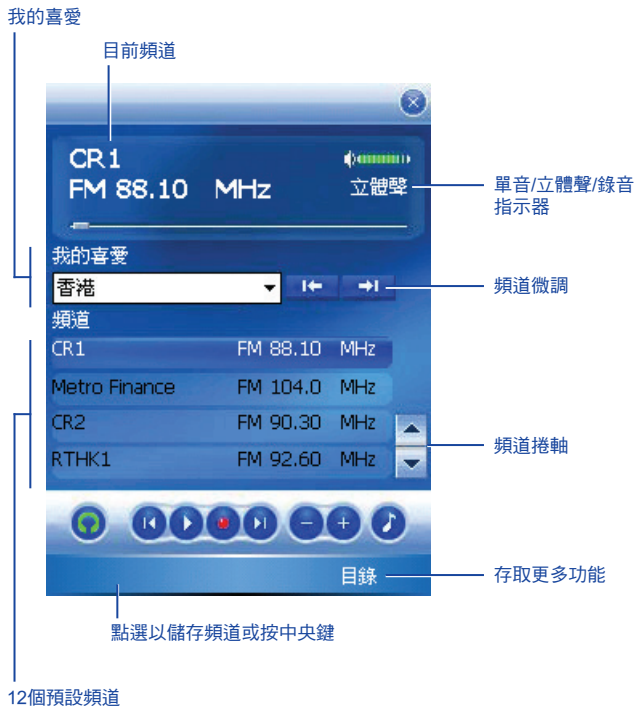 我的喜愛
目前頻道
CR1
FM 88.10 MHz
立體聲
單音/立體聲/錄音
指示器
我的喜愛
香港
頻道微調
頻道
CR1 FM 88.10 MHz
Metro Finance FM 104.0 MHz
CR2 FM 90.30 MHz
RTHK1 FM 92.60 MHz
頻道捲軸
目錄
存取更多功能
點選以儲存頻道或按中央鍵
12個預設頻道